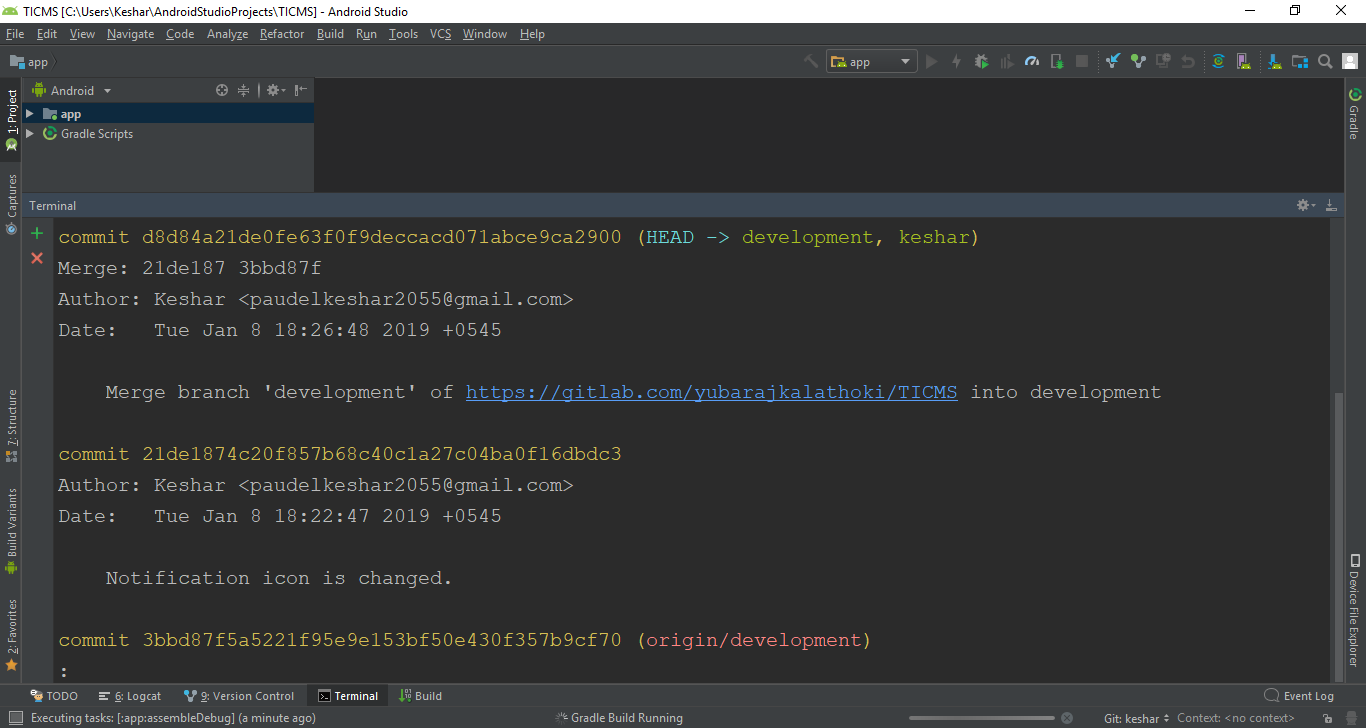 TICMS [C:\Users\Keshar\AndroidStudioProjects\TICMS] - Android Studio
File Edit View Navigate Code Analyze Refactor Build Run Tools VCS Window Help
app app
1: Project
Captures
7: Structure
Build Variants
2: Favorites
Android
app
Gradle Scripts
Gradle
Device File Explorer
Terminal
commit d8d84a21de0fe63f0f9deccacd071abce9ca2900 (HEAD -> development, keshar)
Merge: 21de187 3bbd87f
Author: Keshar <paudelkeshar2055@gmail.com>
Date:   Tue Jan 8 18:26:48 2019 +0545
Merge branch 'development' of https://gitlab.com/yubarajkalathoki/TICMS into development
commit 21de1874c20f857b68c40c1a27c04ba0f16dbdc3
Author: Keshar <paudelkeshar2055@gmail.com>
Date:   Tue Jan 8 18:22:47 2019 +0545
Notification icon is changed.
commit 3bbd87f5a5221f95e9e153bf50e430f357b9cf70 (origin/development)
:
TODO 6: Logcat 9: Version Control Terminal Build Event Log
Executing tasks: [:app:assembleDebug] (a minute ago) Gradle Build Running Git: keshar Context: <no context>